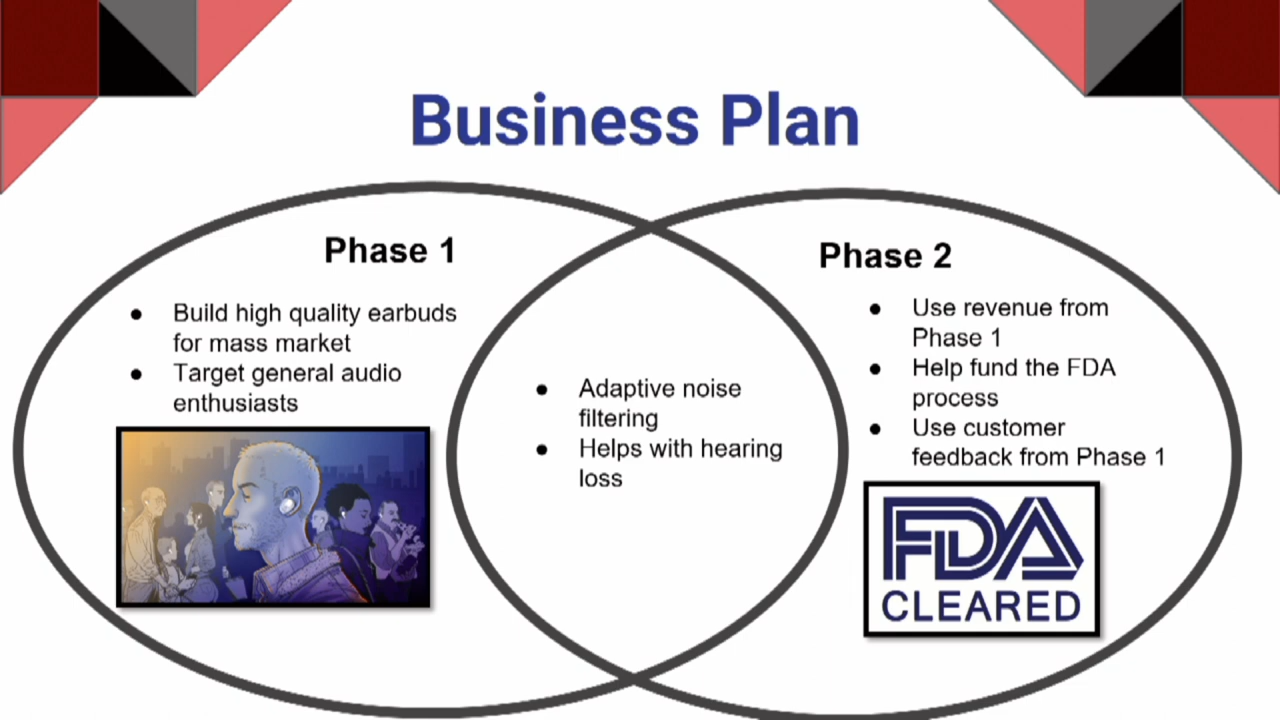 Business Plan
Phase 1
● Build high quality earbuds
for mass market
● Target general audio
enthusiasts
● Adaptive noise
filtering
● Helps with hearing
loss
Phase 2
● Use revenue from
Phase 1
● Help fund the FDA
process
● Use customer
feedback from Phase 1
FDA
CLEARED